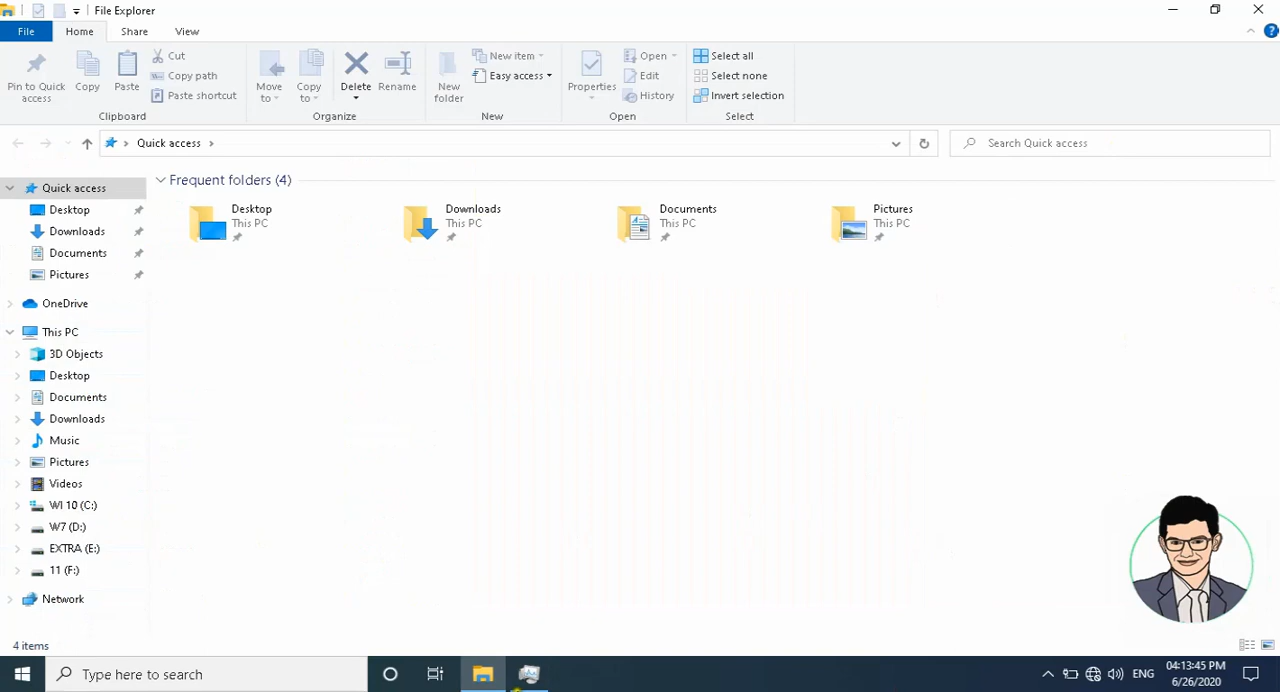 File Explorer
File Home Share View
Pin to Quick access
Copy
Paste
Cut
Copy path
Paste shortcut
Clipboard
Move to
Copy to
Delete
Rename
Organize
New folder
New item
Easy access
New
Properties
Open
Edit
History
Open
Select all
Select none
Invert selection
Select
Quick access
Search Quick access
Quick access
Desktop
Downloads
Documents
Pictures
OneDrive
This PC
3D Objects
Desktop
Documents
Downloads
Music
Pictures
Videos
WI 10 (C:)
W7 (D:)
EXTRA (E:)
11 (F:)
Network
Frequent folders (4)
Desktop
This PC
Downloads
This PC
Documents
This PC
Pictures
This PC
4 items
Type here to search
ENG
04:13:45 PM
6/26/2020